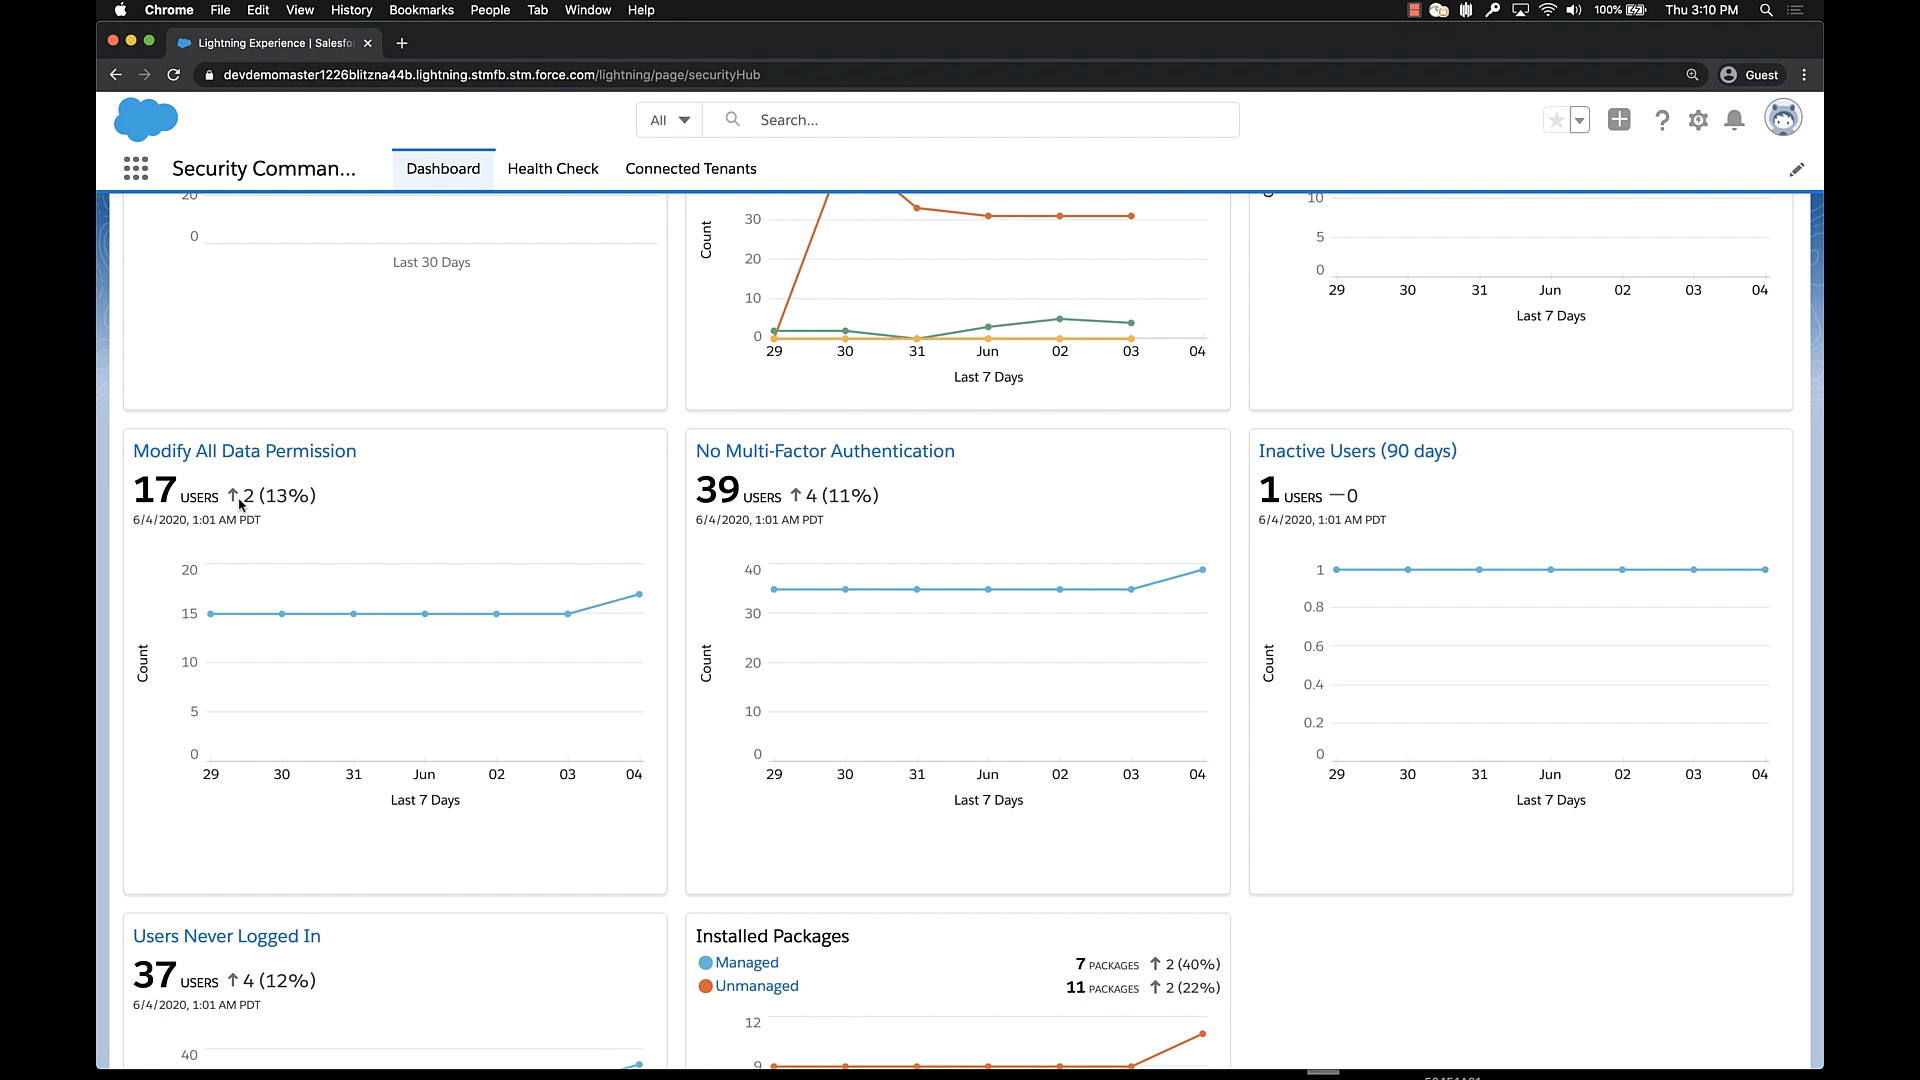 Chrome File Edit View History Bookmarks People Tab Window Help 100% Thu 3:10 PM
Lightning Experience | Salesfo
devdemomaster1226blitzna44b.lightning.stmfb.stm.force.com/lightning/page/securityHub Guest
All Search...
Security Comman... Dashboard Health Check Connected Tenants
20
0
Last 30 Days
Count
30
20
10
0
29 30 31 Jun 02 03 04
Last 7 Days
10
5
0
29 30 31 Jun 02 03 04
Last 7 Days
Modify All Data Permission
17 USERS ↑ 2 (13%)
6/4/2020, 1:01 AM PDT
Count
20
15
10
5
0
29 30 31 Jun 02 03 04
Last 7 Days
No Multi-Factor Authentication
39 USERS ↑ 4 (11%)
6/4/2020, 1:01 AM PDT
Count
40
30
20
10
0
29 30 31 Jun 02 03 04
Last 7 Days
Inactive Users (90 days)
1 USERS —0
6/4/2020, 1:01 AM PDT
Count
1
0.8
0.6
0.4
0.2
0
29 30 31 Jun 02 03 04
Last 7 Days
Users Never Logged In
37 USERS ↑ 4 (12%)
6/4/2020, 1:01 AM PDT
40
Installed Packages
Managed 7 PACKAGES ↑ 2 (40%)
Unmanaged 11 PACKAGES ↑ 2 (22%)
12
9